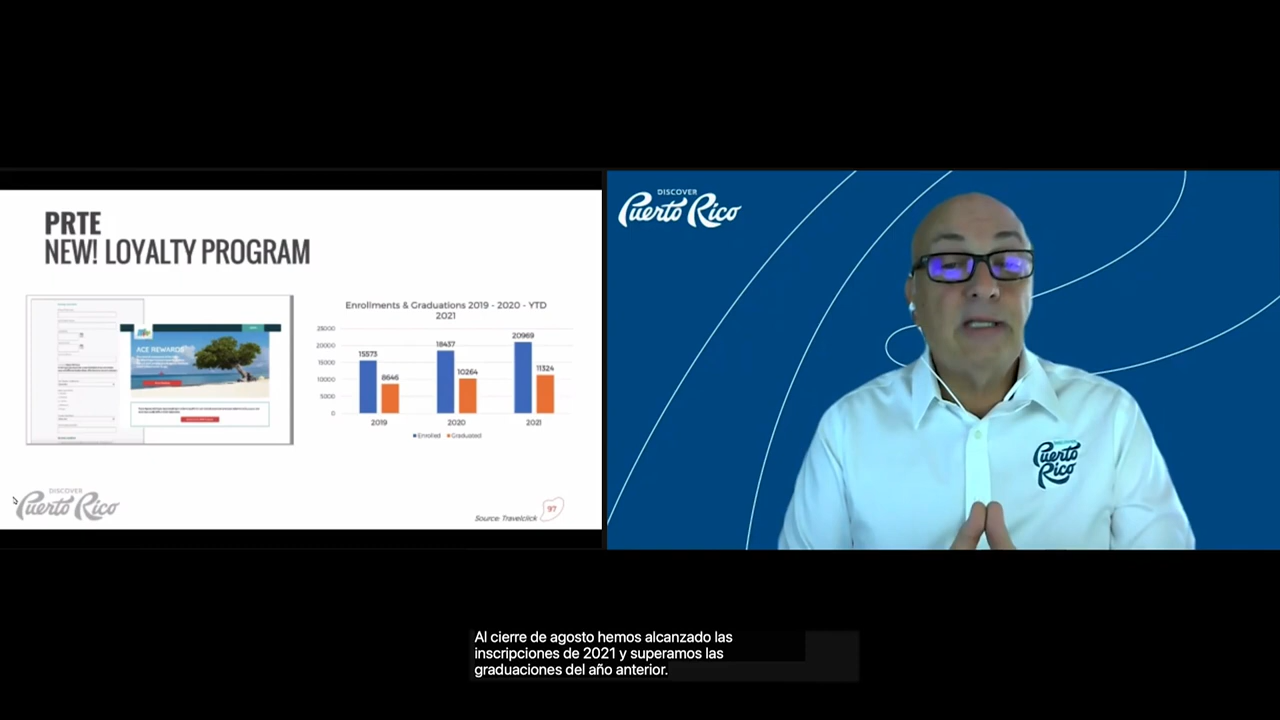 PRTE
NEW! LOYALTY PROGRAM
ACE REWARDS
Enrollments & Graduations 2019 - 2020 - YTD
2021
25000
20000
15000
10000
5000
0
15573
8646
18437
10264
20969
11324
2019
2020
2021
Enrolled
Graduated
DISCOVER
Puerto Rico
Source: Travelclick
97
DISCOVER
Puerto Rico
Puerto
Rico
Al cierre de agosto hemos alcanzado las
inscripciones de 2021 y superamos las
graduaciones del año anterior.